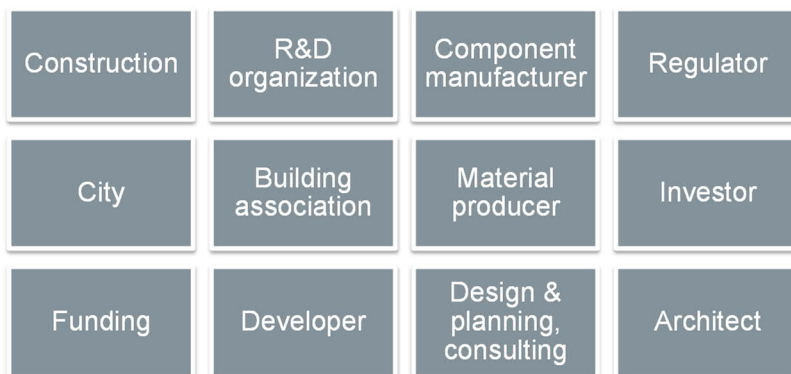 Construction
R&D
organization
Component
manufacturer
Regulator
City
Building
association
Material
producer
Investor
Funding
Developer
Design &
planning,
consulting
Architect